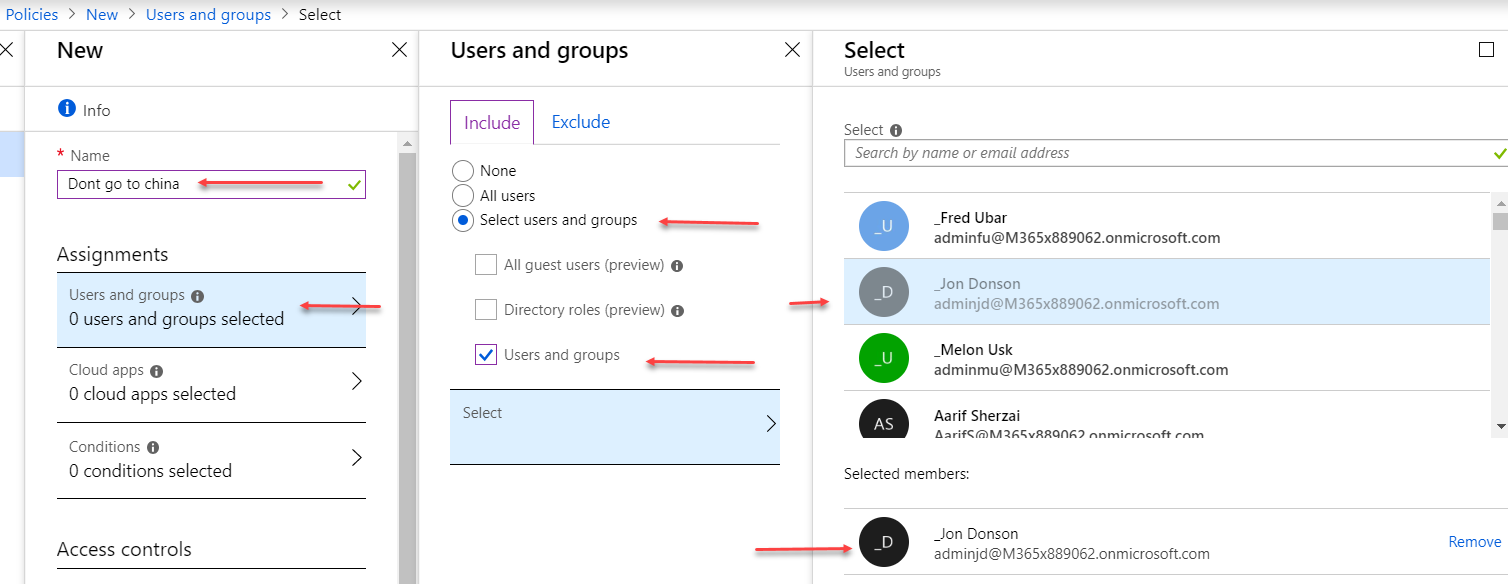 Policies > New > Users and groups > Select
New
Info
* Name
Dont go to china
Assignments
Users and groups
0 users and groups selected
Cloud apps
0 cloud apps selected
Conditions
0 conditions selected
Access controls
Users and groups
Include
Exclude
None
All users
Select users and groups
All guest users (preview)
Directory roles (preview)
Users and groups
Select
Select
Users and groups
Select
Search by name or email address
_U
_Fred Ubar
adminfu@M365x889062.onmicrosoft.com
_D
_Jon Donson
adminjd@M365x889062.onmicrosoft.com
_U
_Melon Usk
adminmu@M365x889062.onmicrosoft.com
AS
Aarif Sherzai
AarifS@M365x889062.onmicrosoft.com
Selected members:
_D
_Jon Donson
adminjd@M365x889062.onmicrosoft.com
Remove